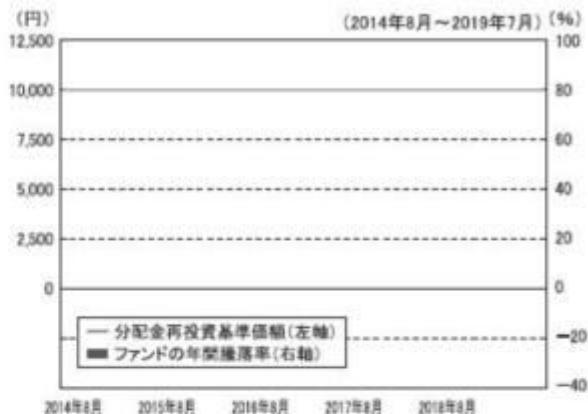 (円) (2014年8月～2019年7月) (%)
12,500 100
10,000 80
7,500 60
5,000 40
2,500 20
0 0
分配金再投資基準価額(左軸)
－20
ファンドの年間騰落率(右軸)
－40
2014年8月 2015年8月 2016年8月 2017年8月 2018年8月